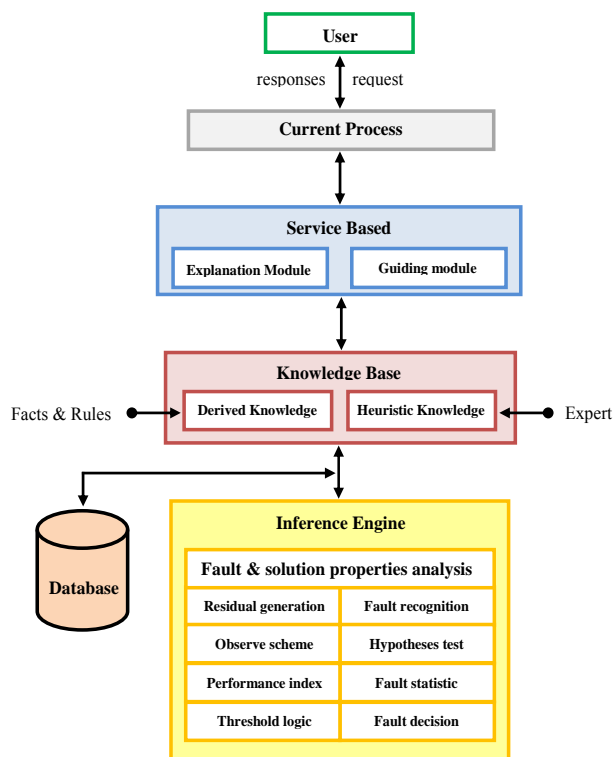 User
responses request
Current Process
Service Based
Explanation Module Guiding module
Knowledge Base
Facts & Rules Derived Knowledge Heuristic Knowledge Expert
Inference Engine
Fault & solution properties analysis
Database
Residual generation Fault recognition
Observe scheme Hypotheses test
Performance index Fault statistic
Threshold logic Fault decision